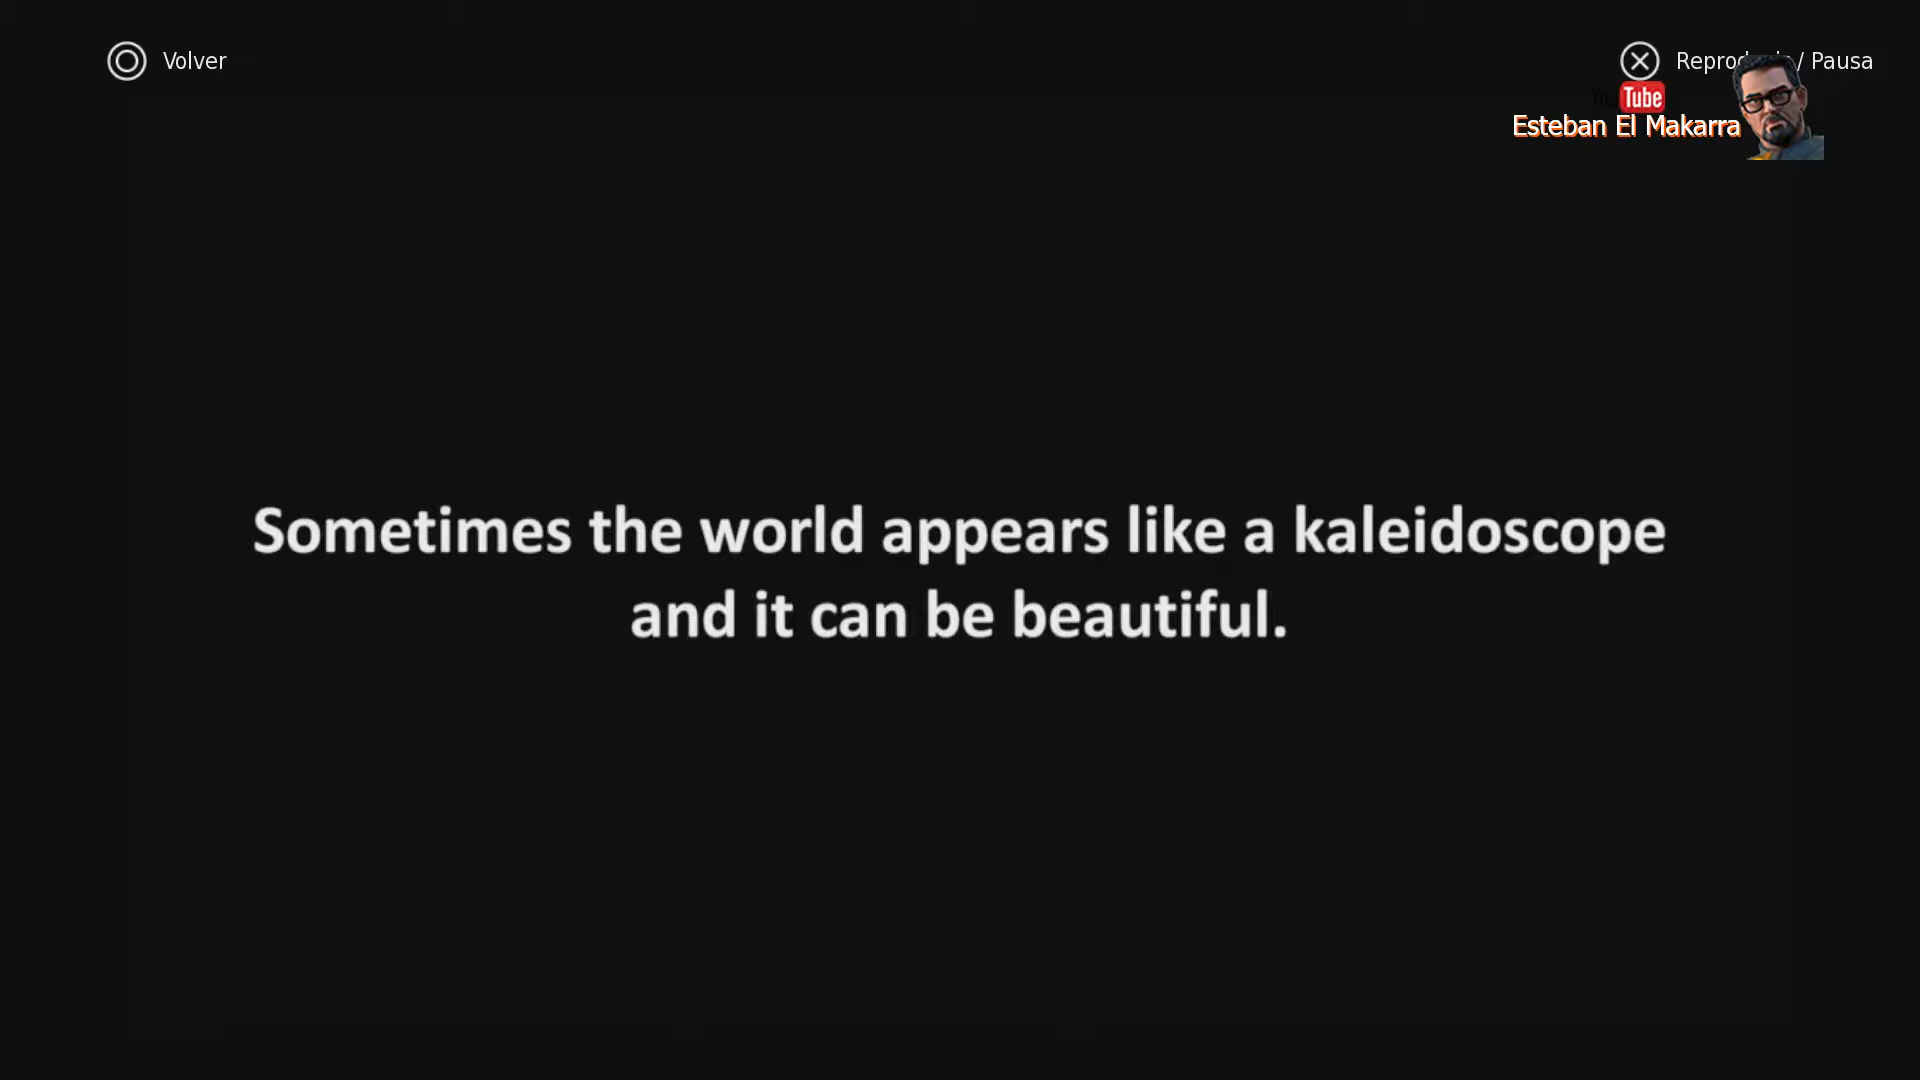 Volver
/ Pausa
Tube
Esteban El Makarra
Sometimes the world appears like a kaleidoscope
and it can be beautiful.